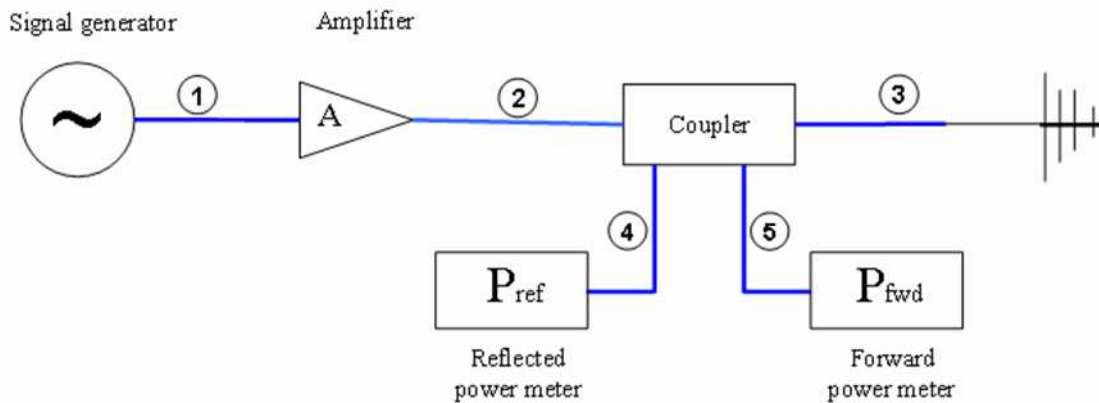 Signal generator
Amplifier
~
1
A
2
Coupler
3
4
5
Pref
Pfwd
Reflected
power meter
Forward
power meter